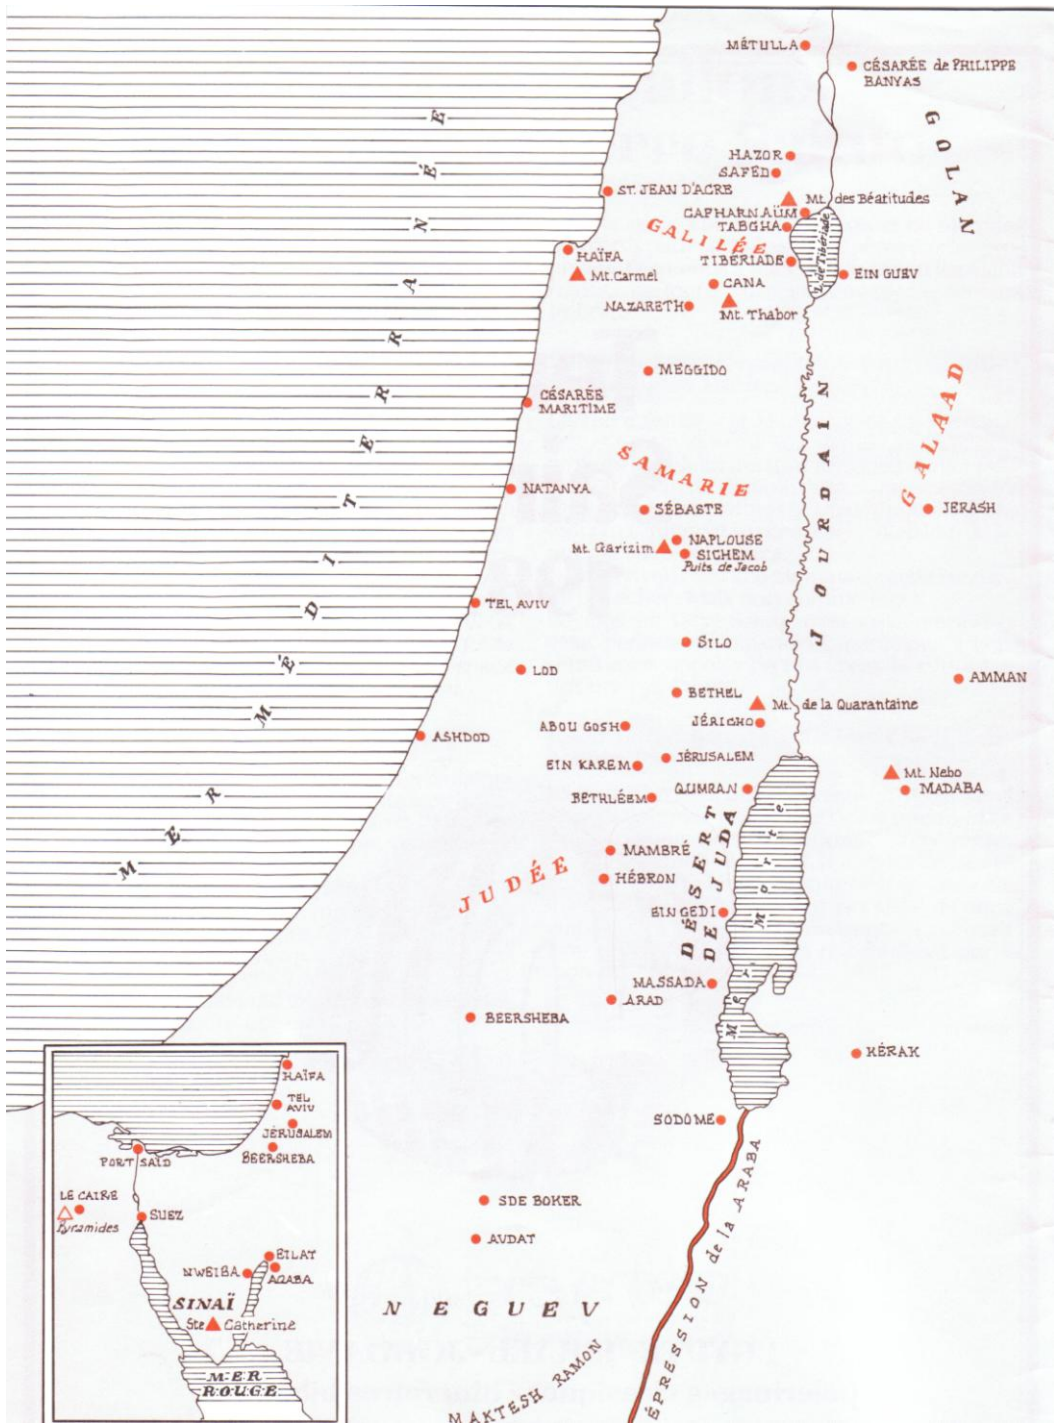 MÉTULLA
CÉSARÉE de PHILIPPE
BANYAS
GOLAN
HAZOR
SAFED
ST. JEAN D'ACRE
Mt. des Béatitudes
CAPHARNAÜM
TABGHA
GALILÉE
L. de Tibériade
HAÏFA
TIBÉRIADE
EIN GUEV
Mt. Carmel
CANA
NAZARETH
Mt. Thabor
MEGGIDO
CÉSARÉE
MARITIME
JOURDAIN
GALAAD
SAMARIE
NATANYA
SÉBASTE
JERASH
NAPLOUSE
Mt. Garizim
SICHEM
Puits de Jacob
MER MÉDITERRANÉE
TEL AVIV
SILO
LOD
AMMAN
BETHEL
Mt. de la Quarantaine
ABOU GOSH
JÉRICHO
ASHDOD
JÉRUSALEM
EIN KAREM
Mt. Nebo
QUMRAN
MADABA
BETHLÉEM
DÉSERT
DE JUDA
Mer Morte
MAMBRÉ
JUDÉE
HÉBRON
EIN GEDI
MASSADA
ARAD
BEERSHEBA
KÉRAK
SODOME
SDE BOKER
AVDAT
NEGUEV
MAKTESH RAMON
ÉPRESSION de la ARABA
HAÏFA
TEL
AVIV
JÉRUSALEM
BEERSHEBA
PORT SAÏD
LE CAIRE
Pyramides
SUEZ
EILAT
NWEIBA
AQABA
SINAÏ
Ste Catherine
MER
ROUGE